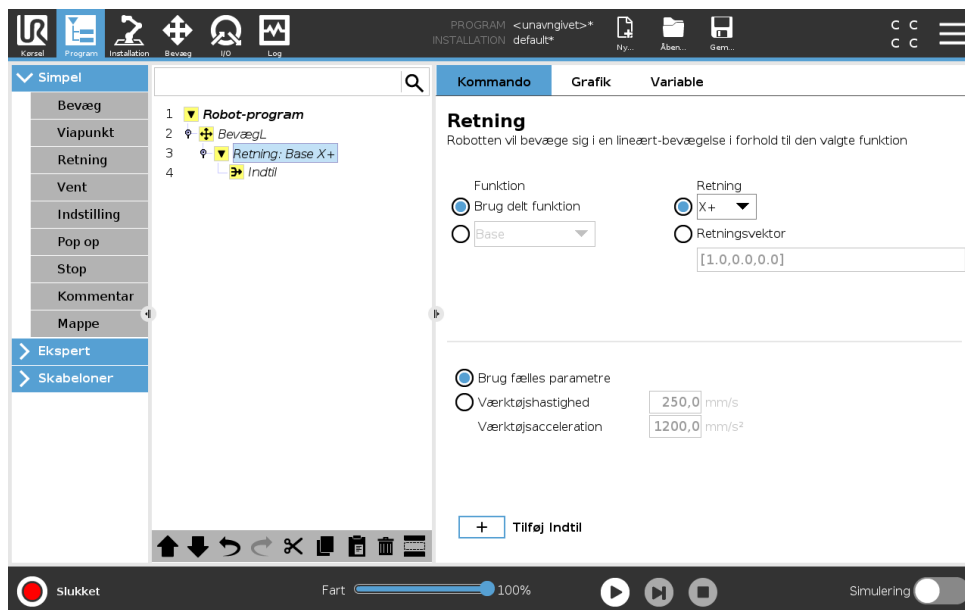 UR
Kørsel
Program
Installation
Bevæg
I/O
Log
PROGRAM <unavngivet>*
INSTALLATION default*
Ny...
Åben...
Gem...
C C
C C
Simpel
Bevæg
Viapunkt
Retning
Vent
Indstilling
Pop op
Stop
Kommentar
Mappe
Ekspert
Skabeloner
1 Robot-program
2 BevægL
3 Retning: Base X+
4 Indtil
Kommando Grafik Variable
Retning
Robotten vil bevæge sig i en lineært-bevægelse i forhold til den valgte funktion
Funktion Retning
Brug delt funktion X+
Base Retningsvektor
[1.0,0.0,0.0]
Brug fælles parametre
Værktøjshastighed 250,0 mm/s
Værktøjsacceleration 1200,0 mm/s²
+ Tilføj Indtil
Slukket
Fart 100%
Simulering